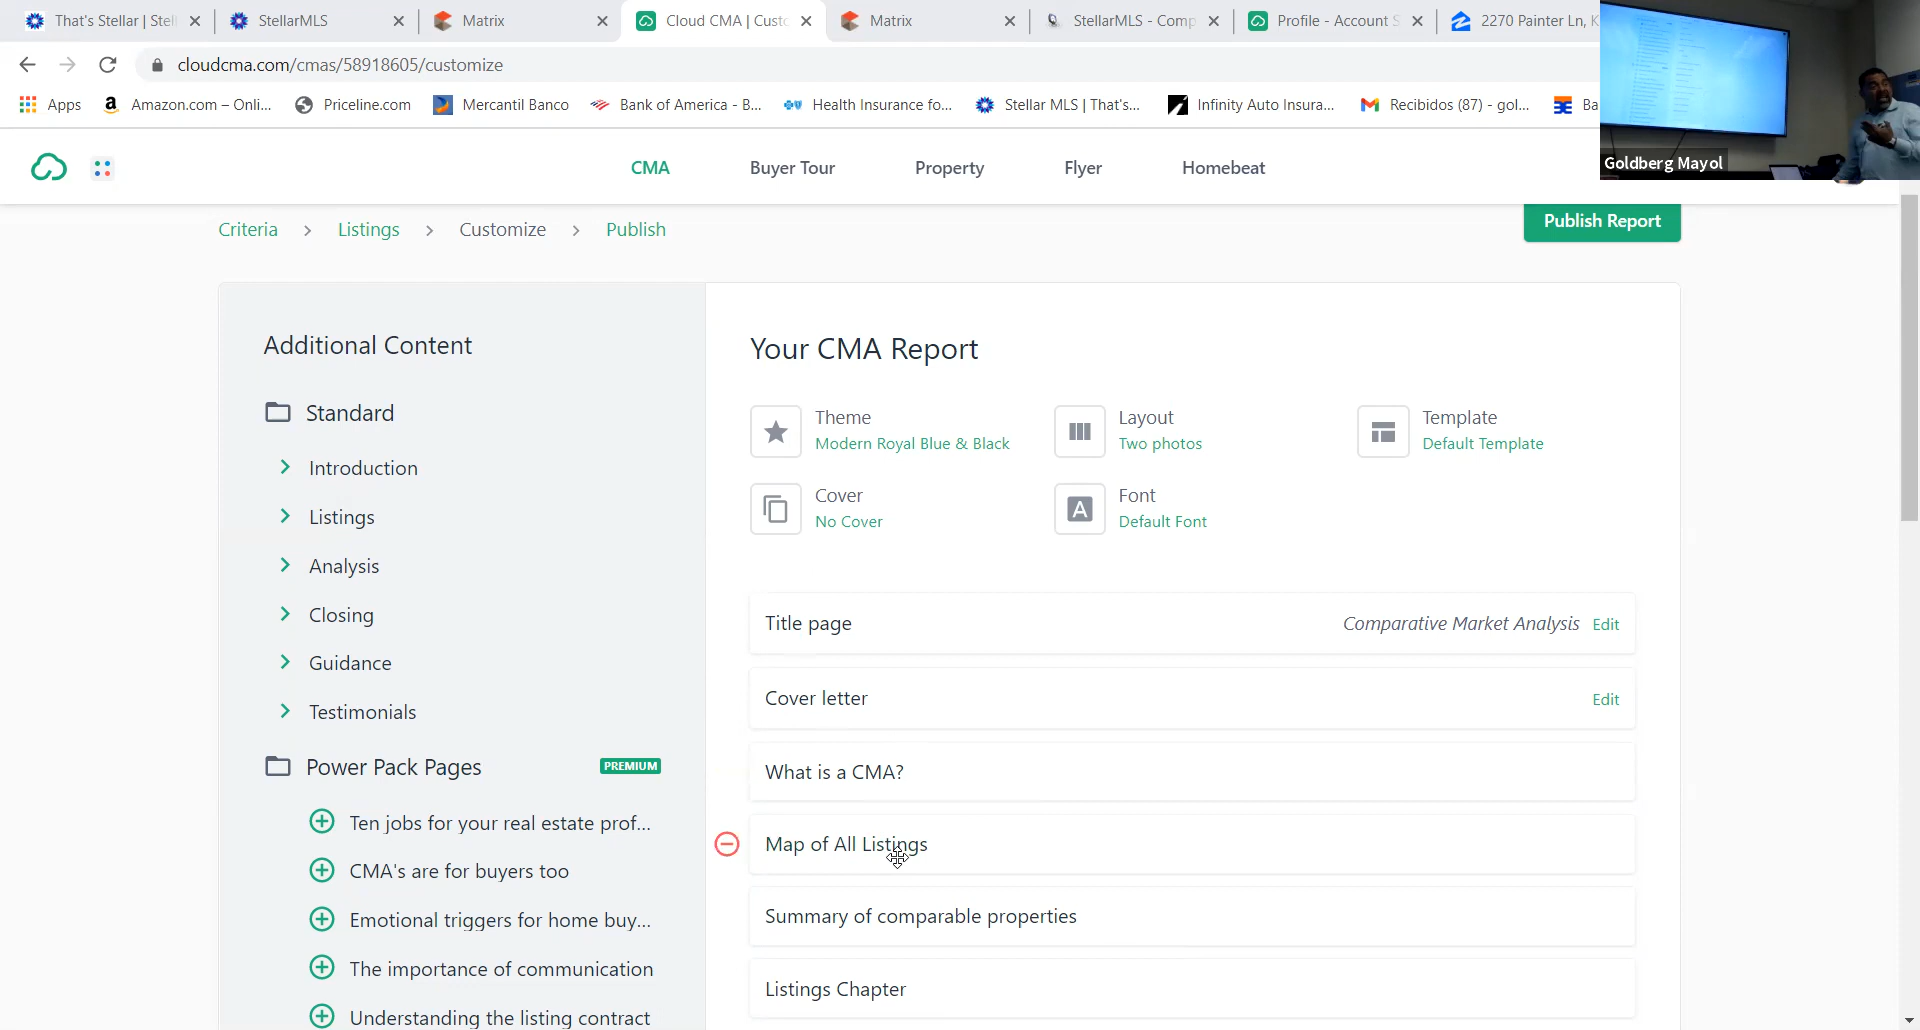 That's Stellar | Stell
StellarMLS
Matrix
Cloud CMA | Custo
Matrix
StellarMLS - Comp
Profile - Account S
2270 Painter Ln, K
cloudcma.com/cmas/58918605/customize
Apps
Amazon.com – Onli...
Priceline.com
Mercantil Banco
Bank of America - B...
Health Insurance fo...
Stellar MLS | That's...
Infinity Auto Insura...
Recibidos (87) - gol...
Ba
Goldberg Mayol
CMA
Buyer Tour
Property
Flyer
Homebeat
Criteria > Listings > Customize > Publish
Publish Report
Additional Content
Standard
Introduction
Listings
Analysis
Closing
Guidance
Testimonials
Power Pack Pages
PREMIUM
Ten jobs for your real estate prof...
CMA's are for buyers too
Emotional triggers for home buy...
The importance of communication
Understanding the listing contract
Your CMA Report
Theme
Modern Royal Blue & Black
Layout
Two photos
Template
Default Template
Cover
No Cover
A
Font
Default Font
Title page
Comparative Market Analysis Edit
Cover letter
Edit
What is a CMA?
Map of All Listings
Summary of comparable properties
Listings Chapter